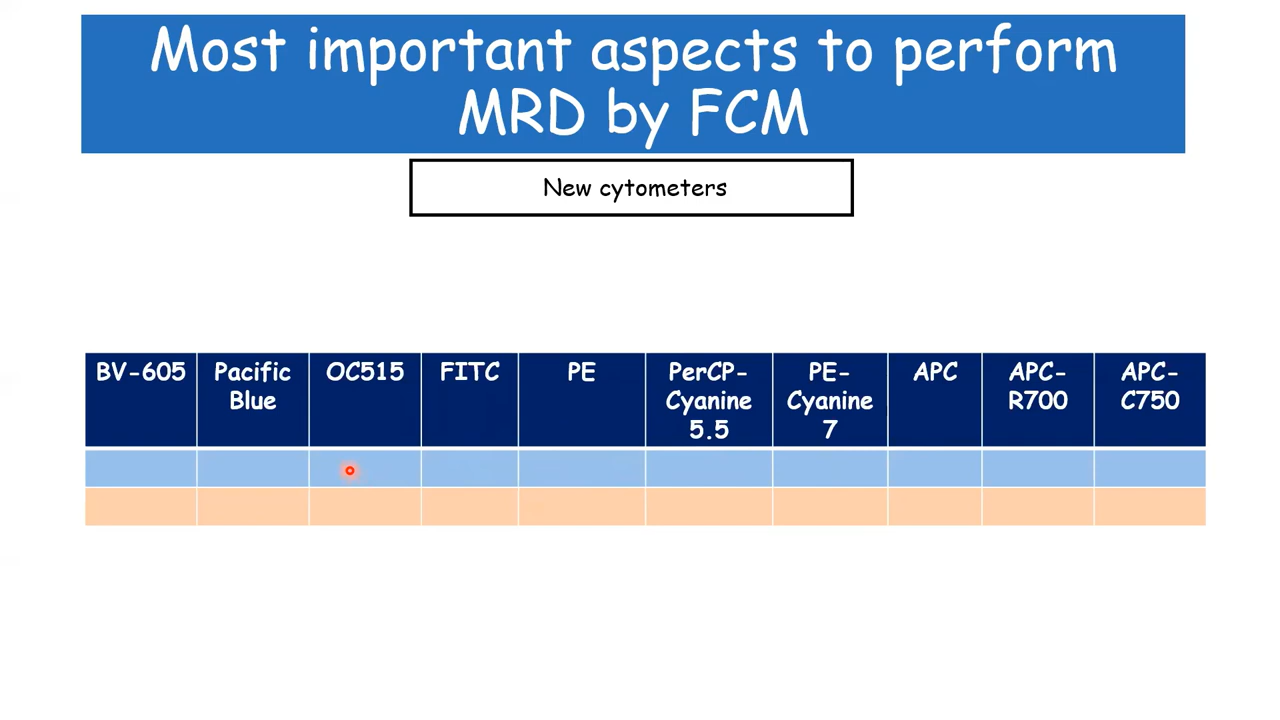 Most important aspects to perform
MRD by FCM
New cytometers
BV-605
Pacific
Blue
OC515
FITC
PE
PerCP-
Cyanine
5.5
PE-
Cyanine
7
APC
APC-
R700
APC-
C750